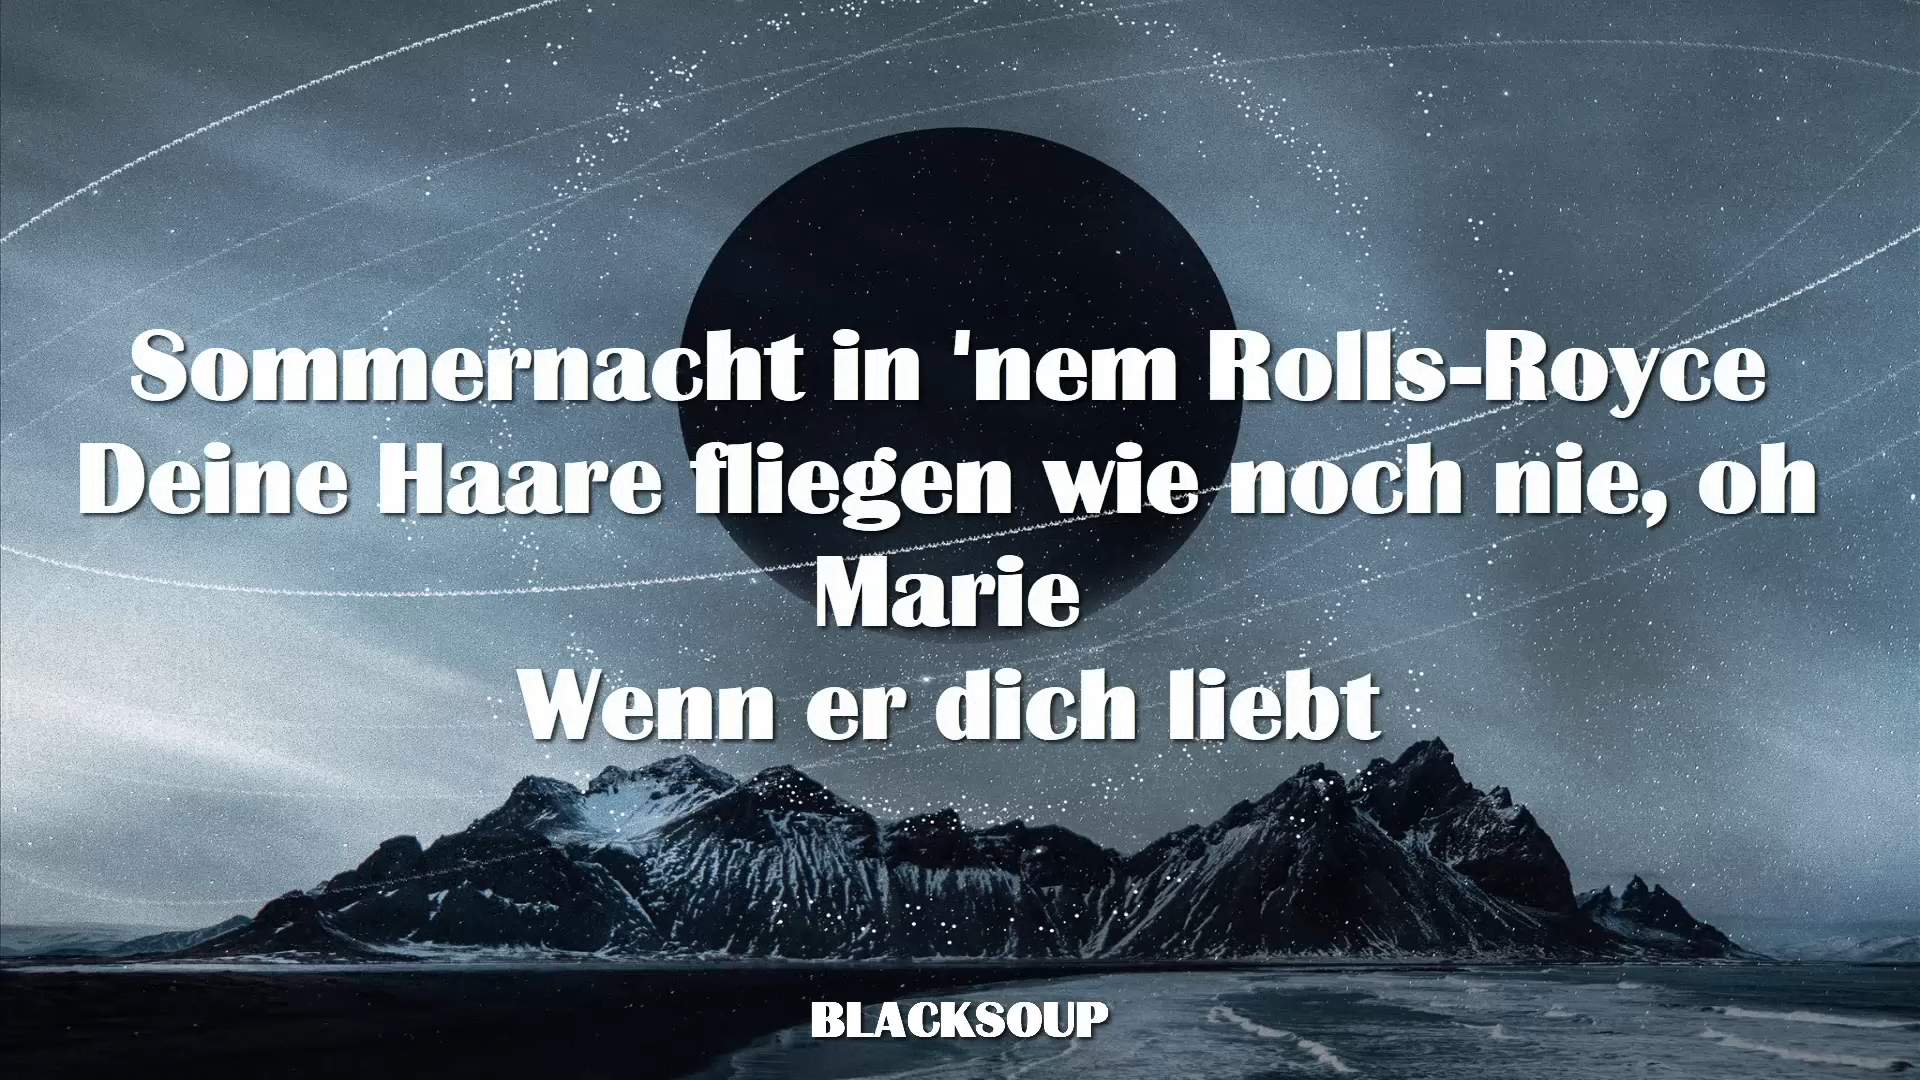 Sommernacht in 'nem Rolls-Royce
Deine Haare fliegen wie noch nie, oh
Marie
Wenn er dich liebt
BLACKSOUP